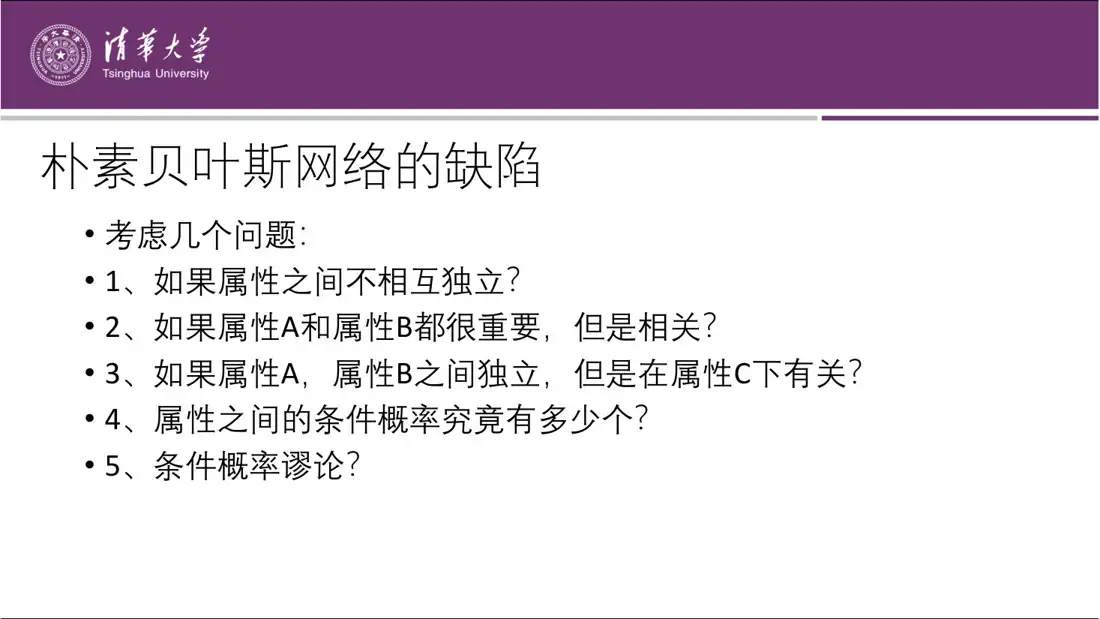 清华大学
Tsinghua University
朴素贝叶斯网络的缺陷
• 考虑几个问题：
• 1、如果属性之间不相互独立？
• 2、如果属性A和属性B都很重要，但是相关？
• 3、如果属性A，属性B之间独立，但是在属性C下有关？
• 4、属性之间的条件概率究竟有多少个？
• 5、条件概率谬论？